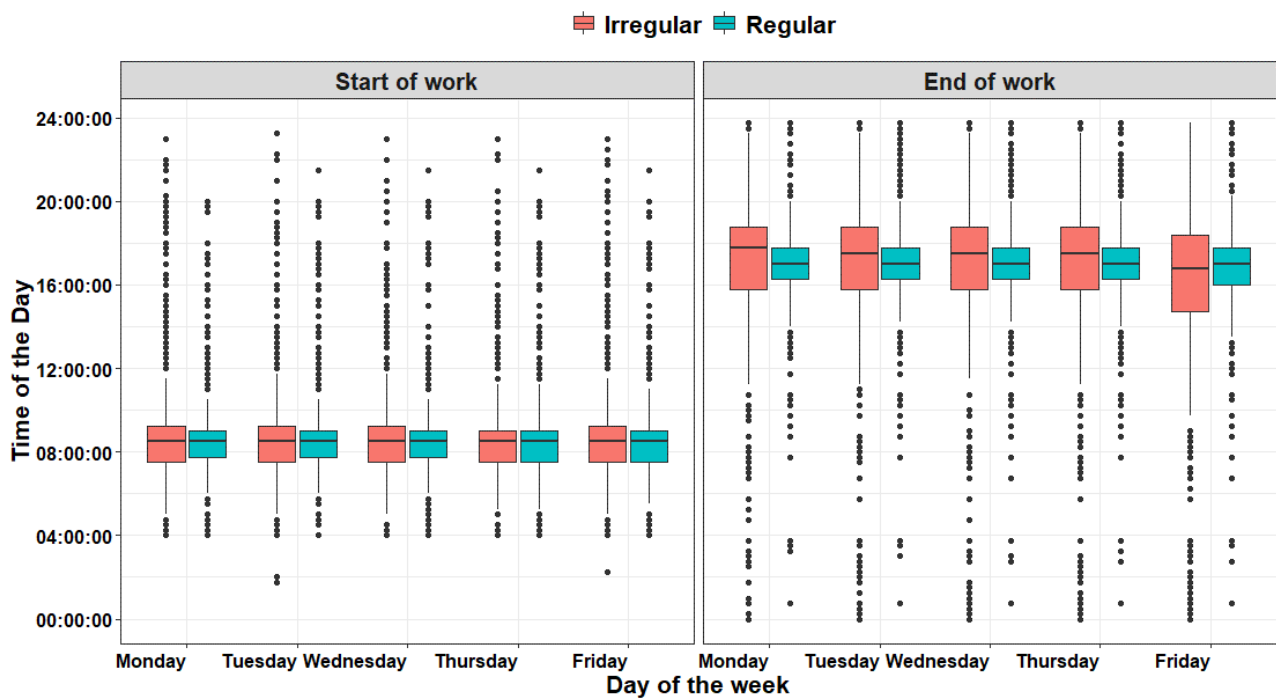 Irregular Regular
Start of work
End of work
Time of the Day
24:00:00
20:00:00
16:00:00
12:00:00
08:00:00
04:00:00
00:00:00
Monday Tuesday Wednesday Thursday Friday
Monday Tuesday Wednesday Thursday Friday
Day of the week